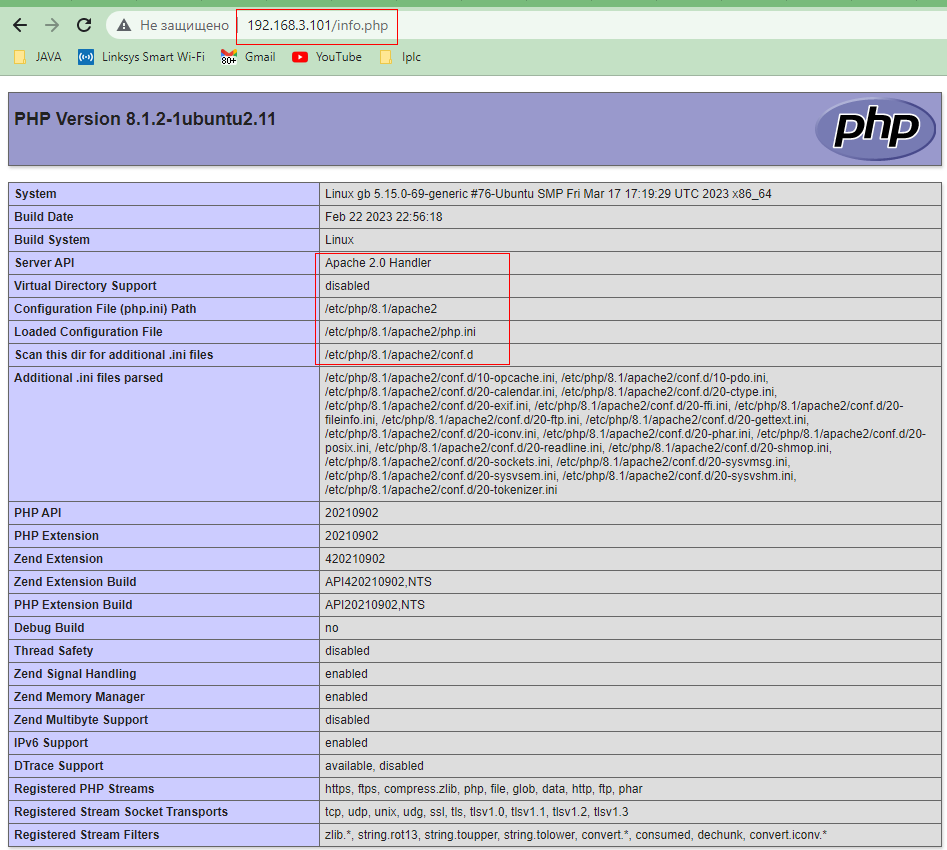 Не защищено 192.168.3.101/info.php
JAVA Linksys Smart Wi-Fi 80+ Gmail YouTube Iplc
PHP Version 8.1.2-1ubuntu2.11 php
System Linux gb 5.15.0-69-generic #76-Ubuntu SMP Fri Mar 17 17:19:29 UTC 2023 x86_64
Build Date Feb 22 2023 22:56:18
Build System Linux
Server API Apache 2.0 Handler
Virtual Directory Support disabled
Configuration File (php.ini) Path /etc/php/8.1/apache2
Loaded Configuration File /etc/php/8.1/apache2/php.ini
Scan this dir for additional .ini files /etc/php/8.1/apache2/conf.d
Additional .ini files parsed /etc/php/8.1/apache2/conf.d/10-opcache.ini, /etc/php/8.1/apache2/conf.d/10-pdo.ini,
/etc/php/8.1/apache2/conf.d/20-calendar.ini, /etc/php/8.1/apache2/conf.d/20-ctype.ini,
/etc/php/8.1/apache2/conf.d/20-exif.ini, /etc/php/8.1/apache2/conf.d/20-ffi.ini, /etc/php/8.1/apache2/conf.d/20-
fileinfo.ini, /etc/php/8.1/apache2/conf.d/20-ftp.ini, /etc/php/8.1/apache2/conf.d/20-gettext.ini,
/etc/php/8.1/apache2/conf.d/20-iconv.ini, /etc/php/8.1/apache2/conf.d/20-phar.ini, /etc/php/8.1/apache2/conf.d/20-
posix.ini, /etc/php/8.1/apache2/conf.d/20-readline.ini, /etc/php/8.1/apache2/conf.d/20-shmop.ini,
/etc/php/8.1/apache2/conf.d/20-sockets.ini, /etc/php/8.1/apache2/conf.d/20-sysvmsg.ini,
/etc/php/8.1/apache2/conf.d/20-sysvsem.ini, /etc/php/8.1/apache2/conf.d/20-sysvshm.ini,
/etc/php/8.1/apache2/conf.d/20-tokenizer.ini
PHP API 20210902
PHP Extension 20210902
Zend Extension 420210902
Zend Extension Build API420210902,NTS
PHP Extension Build API20210902,NTS
Debug Build no
Thread Safety disabled
Zend Signal Handling enabled
Zend Memory Manager enabled
Zend Multibyte Support disabled
IPv6 Support enabled
DTrace Support available, disabled
Registered PHP Streams https, ftps, compress.zlib, php, file, glob, data, http, ftp, phar
Registered Stream Socket Transports tcp, udp, unix, udg, ssl, tls, tlsv1.0, tlsv1.1, tlsv1.2, tlsv1.3
Registered Stream Filters zlib.*, string.rot13, string.toupper, string.tolower, convert.*, consumed, dechunk, convert.iconv.*